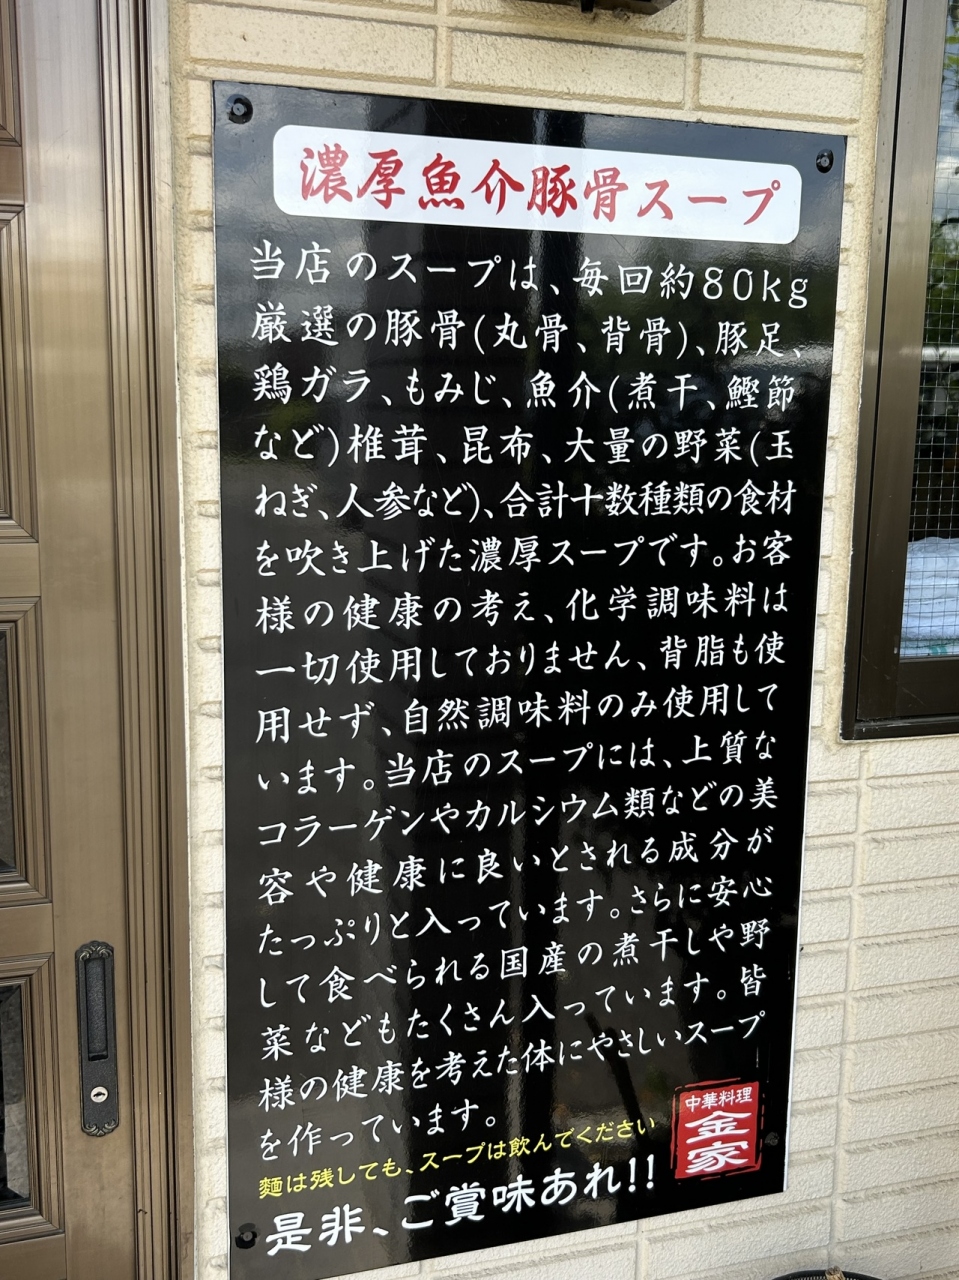 濃厚魚介豚骨スープ
当店のスープは、毎回約80kg
厳選の豚骨(丸骨、背骨)、豚足、
鶏ガラ、もみじ、魚介(煮干、鰹節
など)椎茸、昆布、大量の野菜(玉
ねぎ、人参など)、合計十数種類の食材
を吹き上げた濃厚スープです。お客
様の健康の考え、化学調味料は
一切使用しておりません、背脂も使
用せず、自然調味料のみ使用して
います。当店のスープには、上質な
コラーゲンやカルシウム類などの美
容や健康に良いとされる成分が
たっぷりと入っています。さらに安心
して食べられる国産の煮干しや野
菜などもたくさん入っています。皆
様の健康を考えた体にやさしいスープ
を作っています。
麵は残しても、スープは飲んでください
是非、ご賞味あれ!!
中華料理
金家